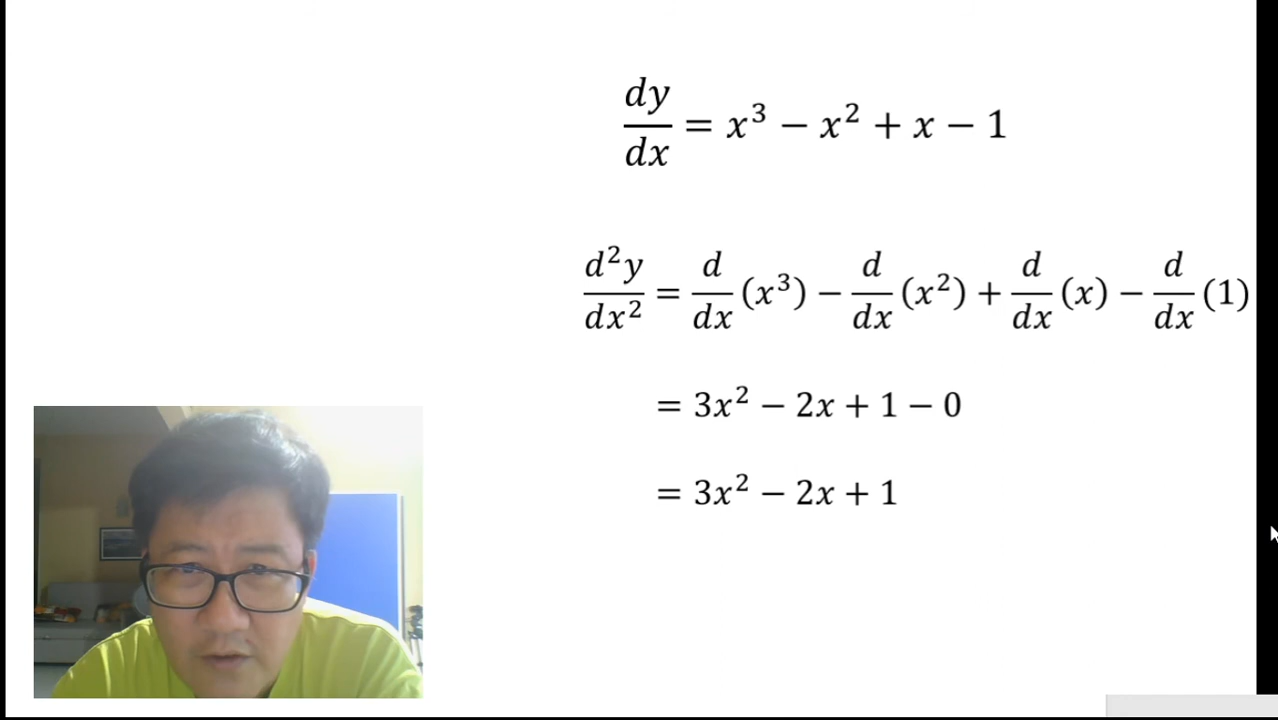 dy/dx = x³ − x² + x − 1
d²y/dx² = d/dx (x³) − d/dx (x²) + d/dx (x) − d/dx (1)
= 3x² − 2x + 1 − 0
= 3x² − 2x + 1